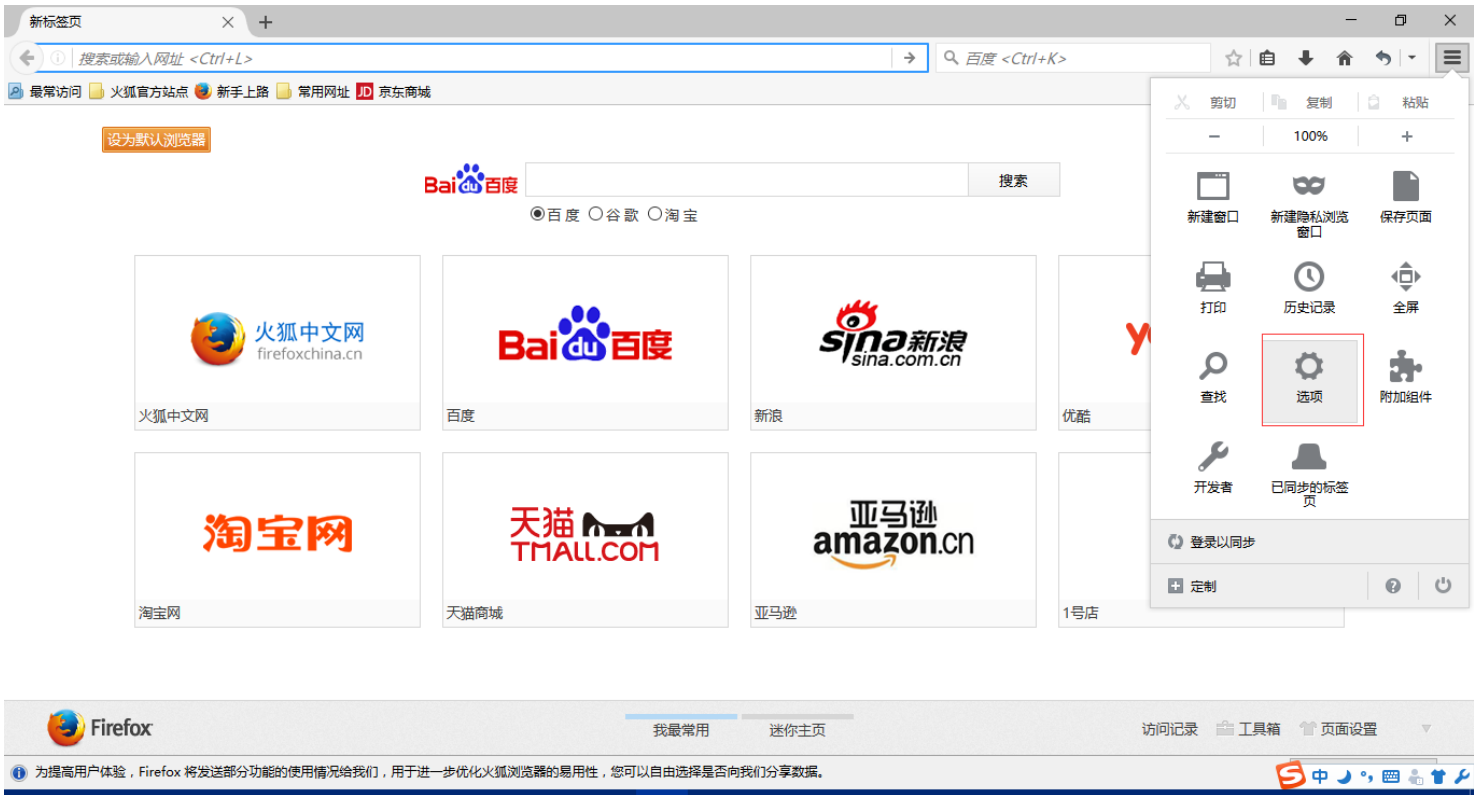 新标签页
搜索或输入网址 <Ctrl+L>
百度 <Ctrl+K>
最常访问 火狐官方站点 新手上路 常用网址 JD 京东商城
剪切 复制 粘贴
− 100% +
设为默认浏览器
Bai du 百度 搜索
百度 谷歌 淘宝
新建窗口 新建隐私浏览窗口 保存页面
打印 历史记录 全屏
查找 选项 附加组件
开发者 已同步的标签页
登录以同步
定制
火狐中文网
firefoxchina.cn
Bai du 百度
sina新浪
sina.com.cn
火狐中文网 百度 新浪 优酷
淘宝网
天猫
TMALL.COM
亚马逊
amazon.cn
淘宝网 天猫商城 亚马逊 1号店
Firefox 我最常用 迷你主页 访问记录 工具箱 页面设置
为提高用户体验，Firefox 将发送部分功能的使用情况给我们，用于进一步优化火狐浏览器的易用性，您可以自由选择是否向我们分享数据。
中